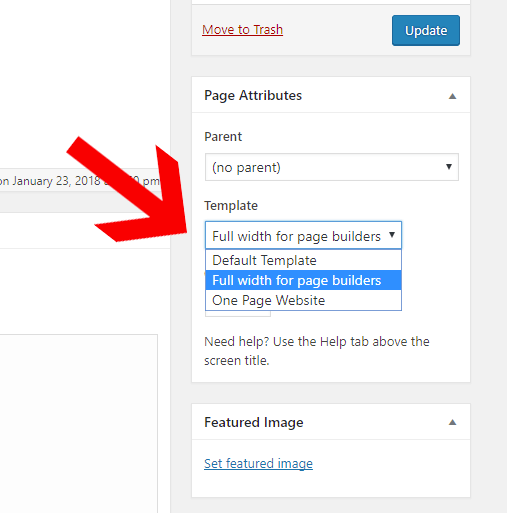 Move to Trash
Update
Page Attributes
Parent
(no parent)
on January 23, 2018 pm
Template
Full width for page builders
Default Template
Full width for page builders
One Page Website
Need help? Use the Help tab above the
screen title.
Featured Image
Set featured image